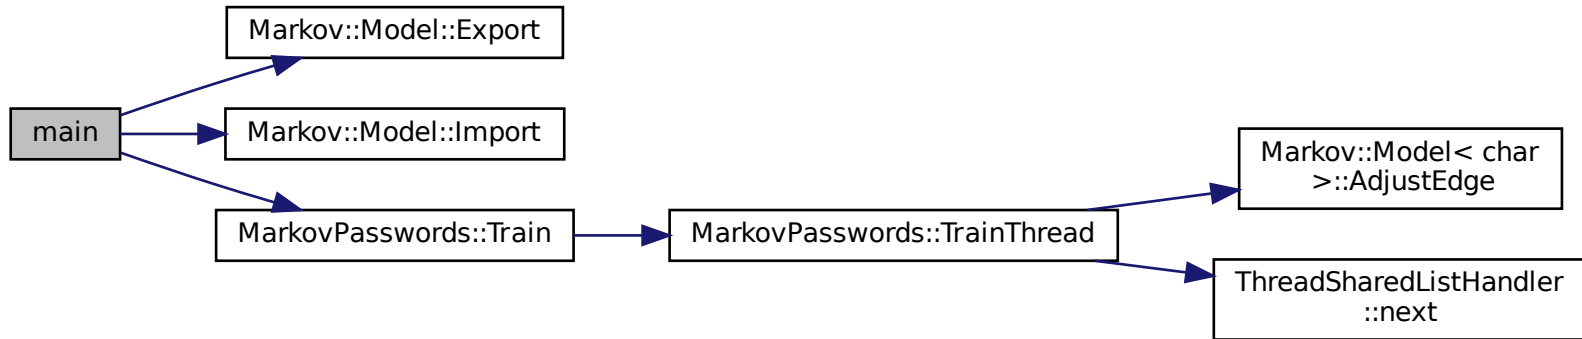 Markov::Model::Export
main
Markov::Model::Import
MarkovPasswords::Train
MarkovPasswords::TrainThread
Markov::Model< char
>::AdjustEdge
ThreadSharedListHandler
::next